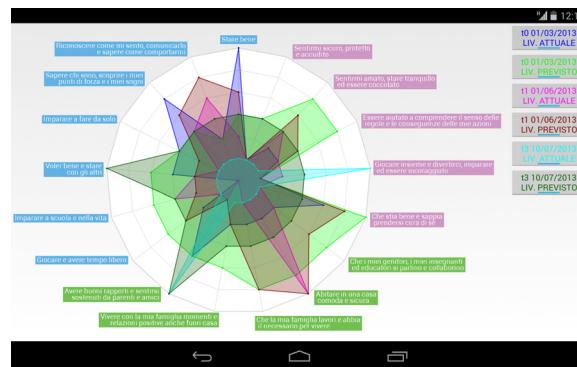 12:1
Stare bene
Riconoscere come mi sento, comunicarlo
e sapere come comportarmi
Sentirmi sicuro, protetto
e accudito
Sapere chi sono, scoprire i miei
punti di forza e i miei sogni
Sentirmi amato, stare tranquillo
ed essere coccolato
Imparare a fare da solo
Essere aiutato a comprendere il senso delle
regole e le conseguenze delle mie azioni
Voler bene e stare
con gli altri
Giocare insieme e divertirci, imparare
ed essere incoraggiato
Imparare a scuola e nella vita
Che stia bene e sappia
prendersi cura di sé
Giocare e avere tempo libero
Che i miei genitori, i miei insegnanti
ed educatori si parlino e collaborino
Avere buoni rapporti e sentirsi
sostenuti da parenti e amici
Abitare in una casa
comoda e sicura
Vivere con la mia famiglia momenti e
relazioni positive anche fuori casa
Che la mia famiglia lavori e abbia
il necessario per vivere
t0 01/03/2013
LIV. ATTUALE
t0 01/03/2013
LIV. PREVISTO
t1 01/06/2013
LIV. ATTUALE
t1 01/06/2013
LIV. PREVISTO
t3 10/07/2013
LIV. ATTUALE
t3 10/07/2013
LIV. PREVISTO